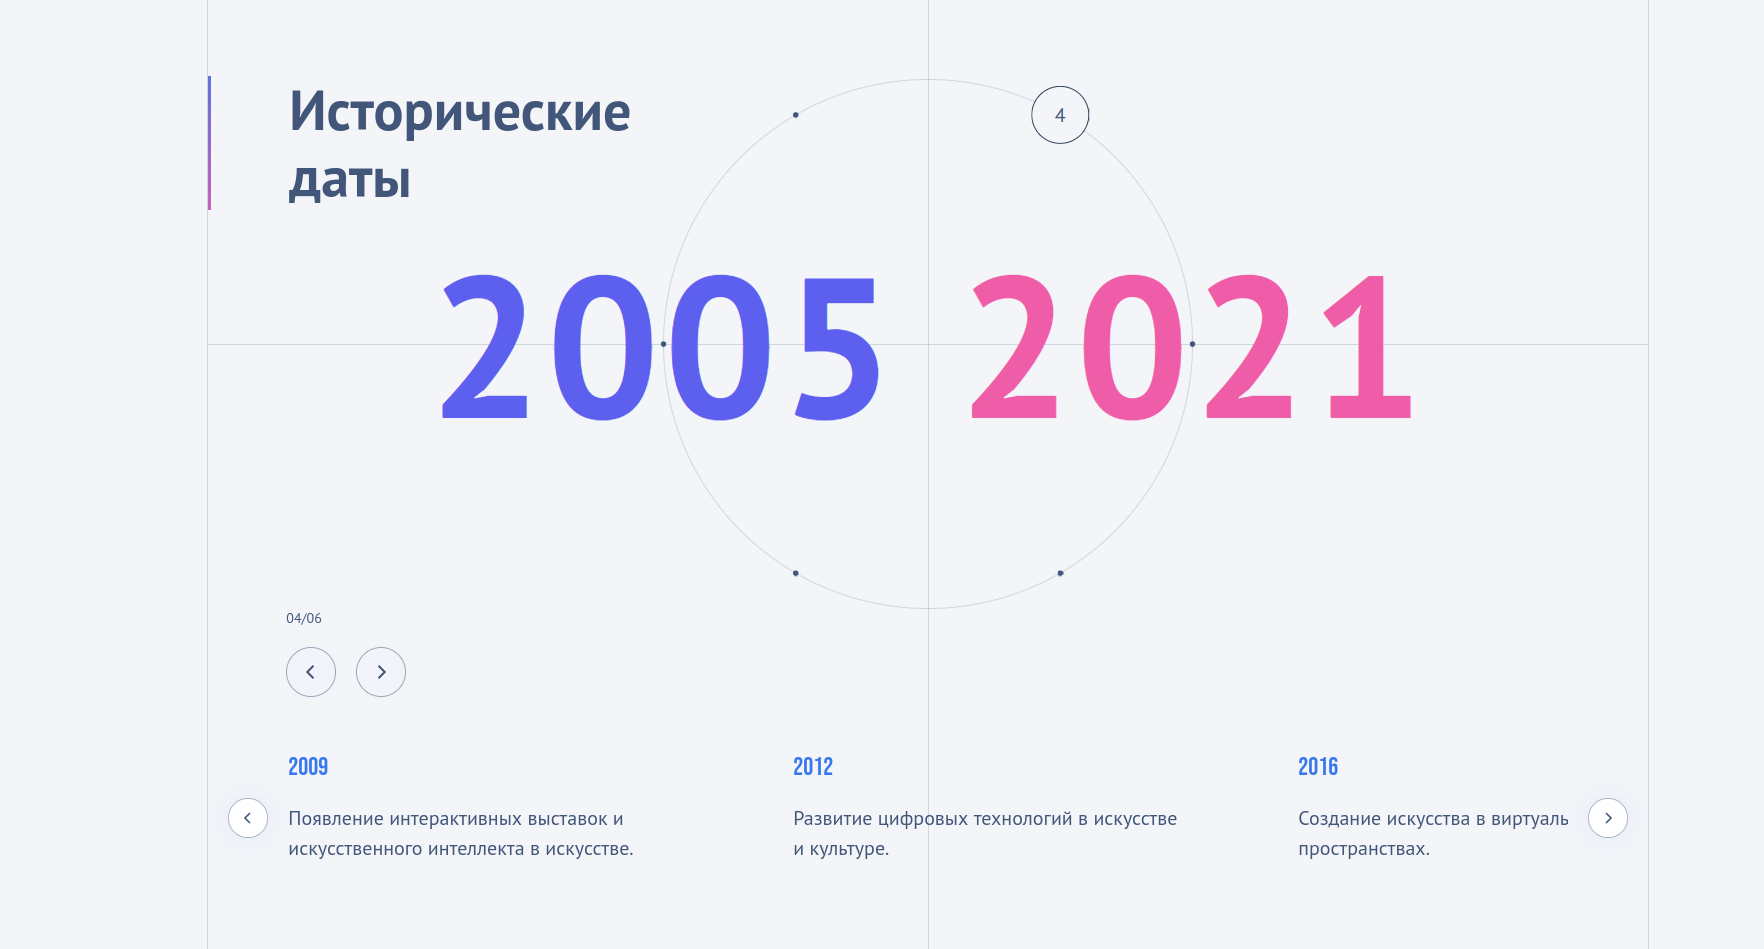 Исторические
даты
4
2005 2021
04/06
2009
Появление интерактивных выставок и
искусственного интеллекта в искусстве.
2012
Развитие цифровых технологий в искусстве
и культуре.
2016
Создание искусства в виртуаль
пространствах.